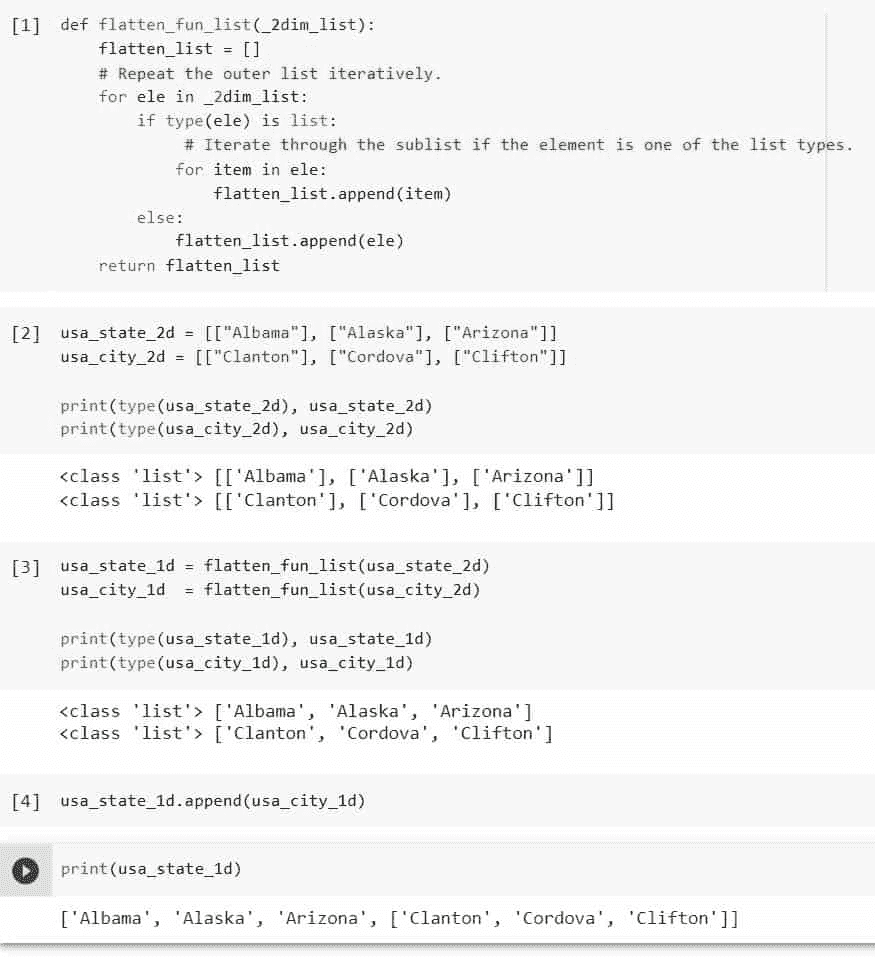 [1] def flatten_fun_list(_2dim_list):
flatten_list = []
# Repeat the outer list iteratively.
for ele in _2dim_list:
if type(ele) is list:
# Iterate through the sublist if the element is one of the list types.
for item in ele:
flatten_list.append(item)
else:
flatten_list.append(ele)
return flatten_list
[2] usa_state_2d = [["Albama"], ["Alaska"], ["Arizona"]]
usa_city_2d = [["Clanton"], ["Cordova"], ["Clifton"]]
print(type(usa_state_2d), usa_state_2d)
print(type(usa_city_2d), usa_city_2d)
<class 'list'> [['Albama'], ['Alaska'], ['Arizona']]
<class 'list'> [['Clanton'], ['Cordova'], ['Clifton']]
[3] usa_state_1d = flatten_fun_list(usa_state_2d)
usa_city_1d  = flatten_fun_list(usa_city_2d)
print(type(usa_state_1d), usa_state_1d)
print(type(usa_city_1d), usa_city_1d)
<class 'list'> ['Albama', 'Alaska', 'Arizona']
<class 'list'> ['Clanton', 'Cordova', 'Clifton']
[4] usa_state_1d.append(usa_city_1d)
print(usa_state_1d)
['Albama', 'Alaska', 'Arizona', ['Clanton', 'Cordova', 'Clifton']]